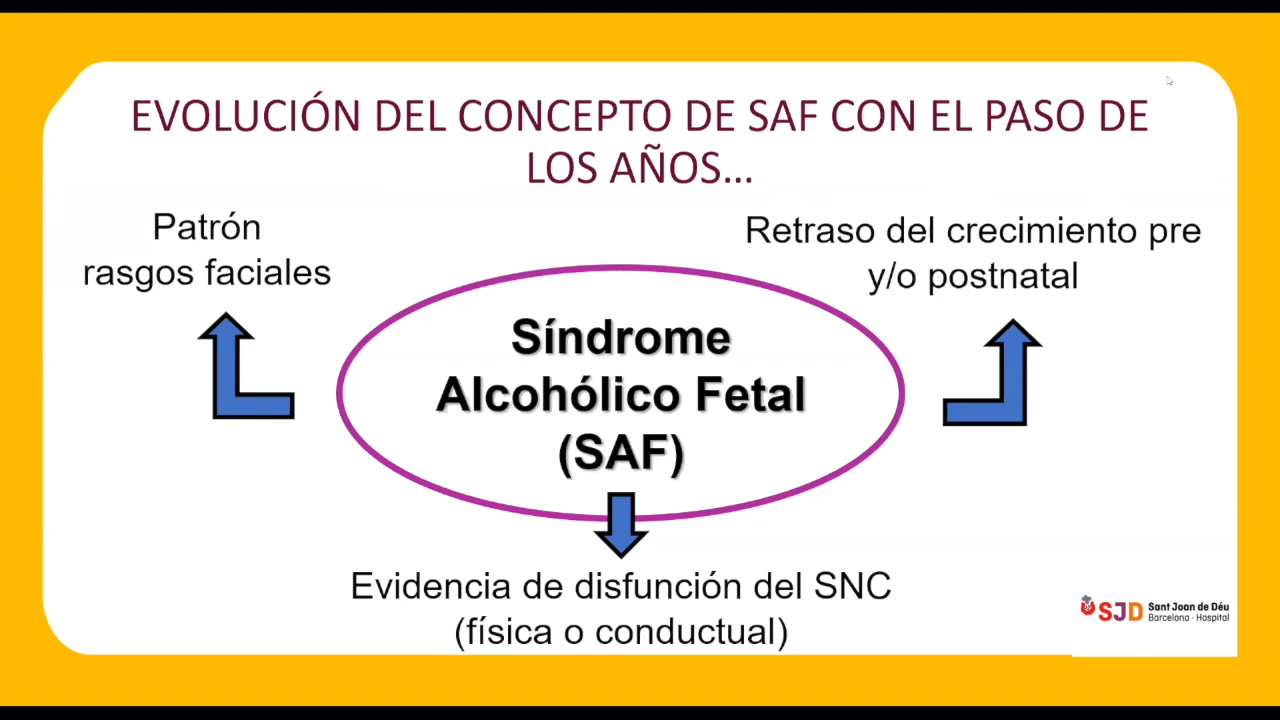 EVOLUCIÓN DEL CONCEPTO DE SAF CON EL PASO DE
LOS AÑOS...
Patrón
rasgos faciales
Retraso del crecimiento pre
y/o postnatal
Síndrome
Alcohólico Fetal
(SAF)
Evidencia de disfunción del SNC
(física o conductual)
SJD Sant Joan de Déu
Barcelona · Hospital